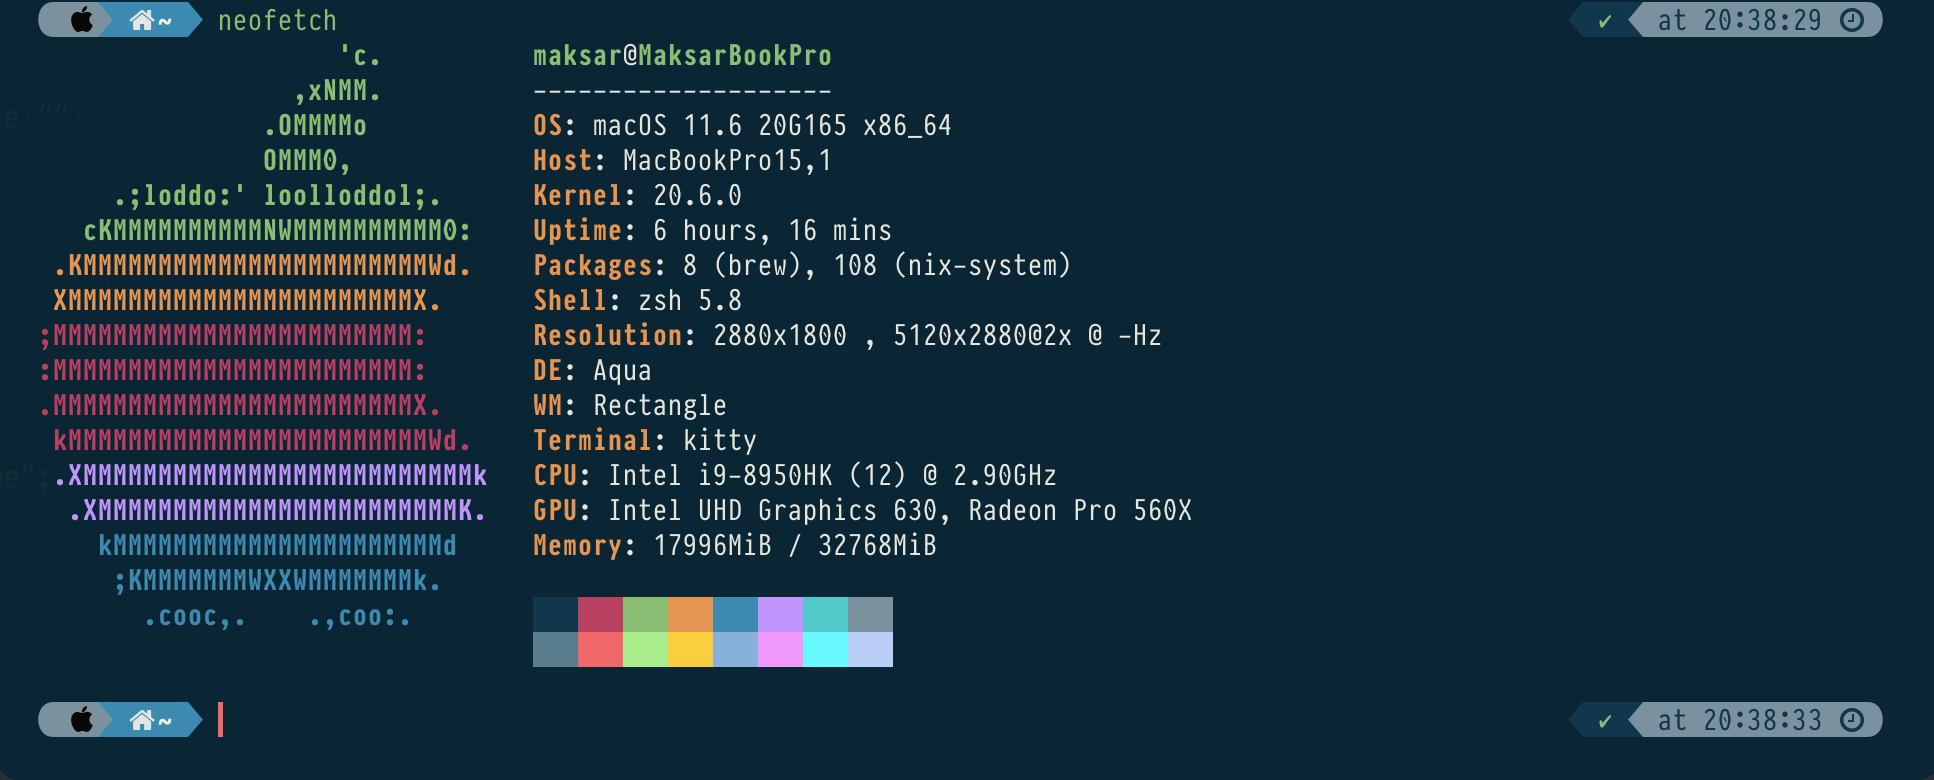 ~ neofetch ✔ at 20:38:29
'c. maksar@MaksarBookPro
,xNMM. --------------------
.OMMMMo OS: macOS 11.6 20G165 x86_64
OMMM0, Host: MacBookPro15,1
.;loddo:' loolloddol;. Kernel: 20.6.0
cKMMMMMMMMMMNWMMMMMMMMMM0: Uptime: 6 hours, 16 mins
.KMMMMMMMMMMMMMMMMMMMMMMMWd. Packages: 8 (brew), 108 (nix-system)
XMMMMMMMMMMMMMMMMMMMMMMMX. Shell: zsh 5.8
;MMMMMMMMMMMMMMMMMMMMMMMM: Resolution: 2880x1800 , 5120x2880@2x @ -Hz
:MMMMMMMMMMMMMMMMMMMMMMMM: DE: Aqua
.MMMMMMMMMMMMMMMMMMMMMMMMX. WM: Rectangle
kMMMMMMMMMMMMMMMMMMMMMMMMWd. Terminal: kitty
.XMMMMMMMMMMMMMMMMMMMMMMMMMMk CPU: Intel i9-8950HK (12) @ 2.90GHz
.XMMMMMMMMMMMMMMMMMMMMMMMMK. GPU: Intel UHD Graphics 630, Radeon Pro 560X
kMMMMMMMMMMMMMMMMMMMMMMd Memory: 17996MiB / 32768MiB
;KMMMMMMMWXXWMMMMMMMk.
.cooc,. .,coo:.
~ ✔ at 20:38:33